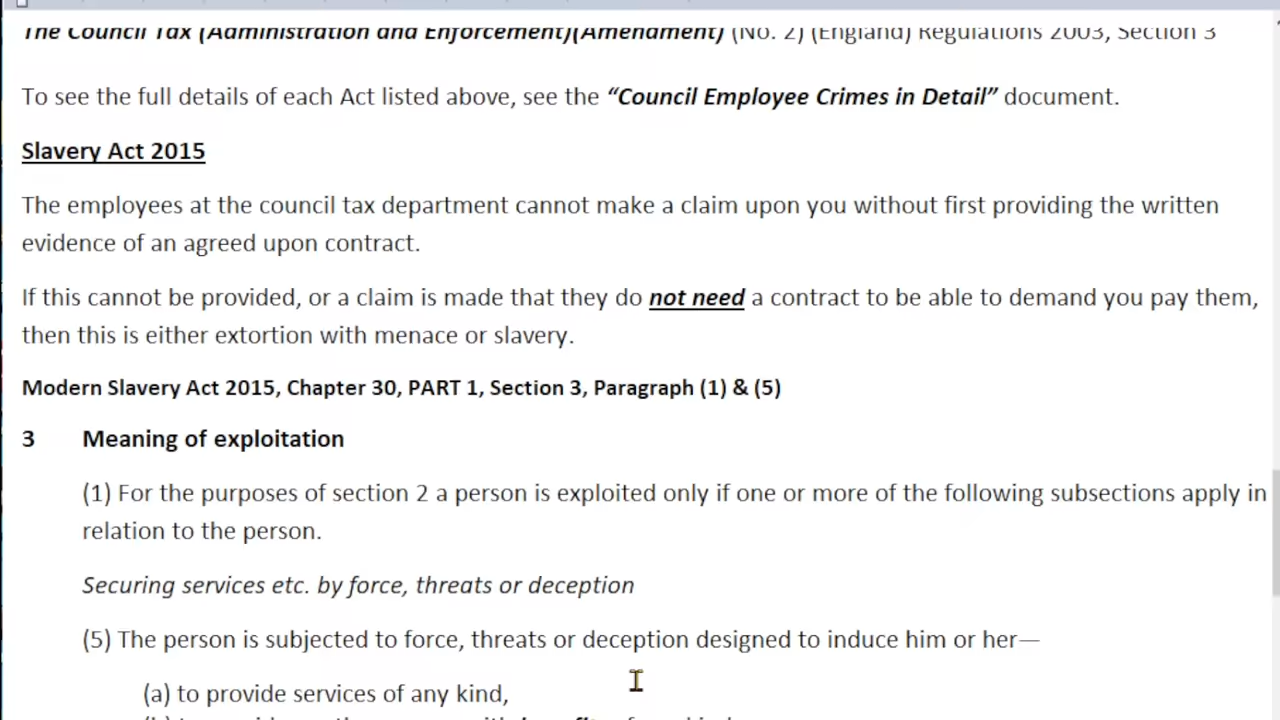 The Council Tax (Administration and Enforcement)(Amendment) (No. 2) (England) Regulations 2003, Section 3
To see the full details of each Act listed above, see the “Council Employee Crimes in Detail” document.
Slavery Act 2015
The employees at the council tax department cannot make a claim upon you without first providing the written
evidence of an agreed upon contract.
If this cannot be provided, or a claim is made that they do not need a contract to be able to demand you pay them,
then this is either extortion with menace or slavery.
Modern Slavery Act 2015, Chapter 30, PART 1, Section 3, Paragraph (1) & (5)
3 Meaning of exploitation
(1) For the purposes of section 2 a person is exploited only if one or more of the following subsections apply in
relation to the person.
Securing services etc. by force, threats or deception
(5) The person is subjected to force, threats or deception designed to induce him or her—
(a) to provide services of any kind,